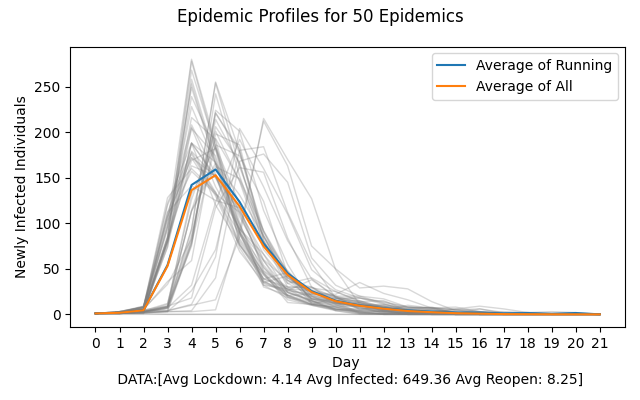 Epidemic Profiles for 50 Epidemics
Average of Running
Average of All
Newly Infected Individuals
250
200
150
100
50
0
0 1 2 3 4 5 6 7 8 9 10 11 12 13 14 15 16 17 18 19 20 21
Day
DATA:[Avg Lockdown: 4.14 Avg Infected: 649.36 Avg Reopen: 8.25]